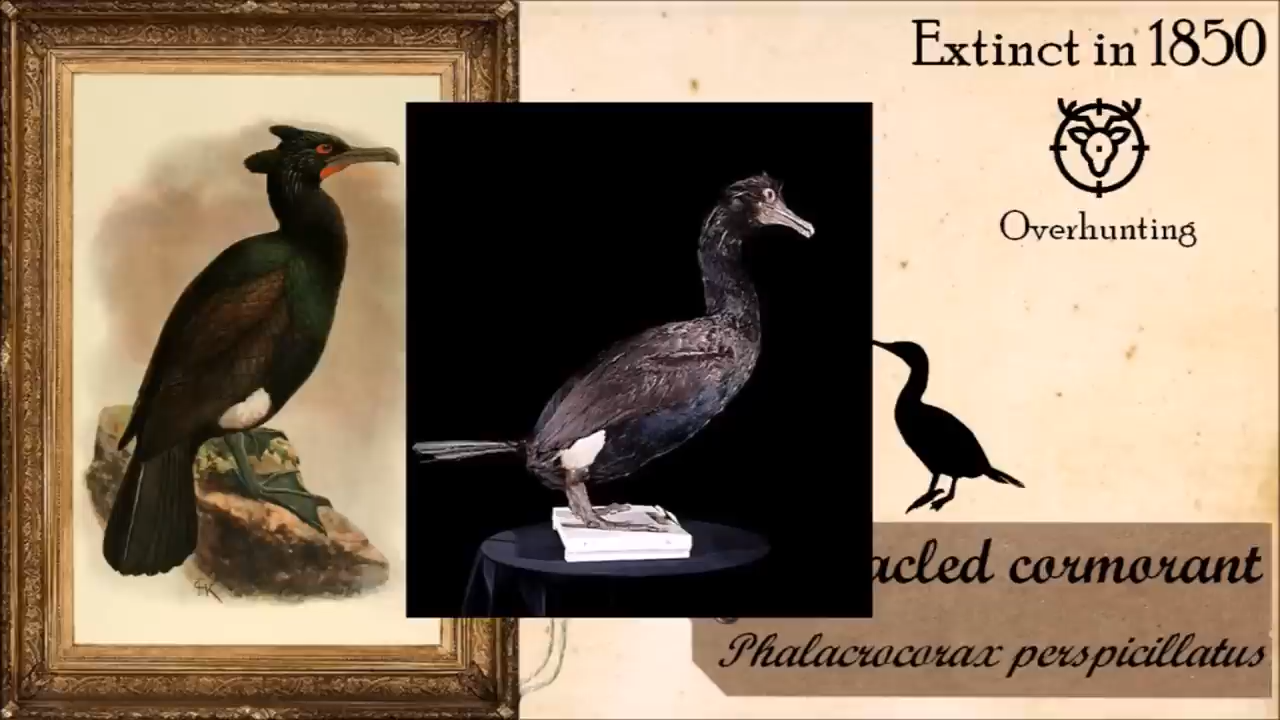 Extinct in 1850
Overhunting
acled cormorant
Phalacrocorax perspicillatus